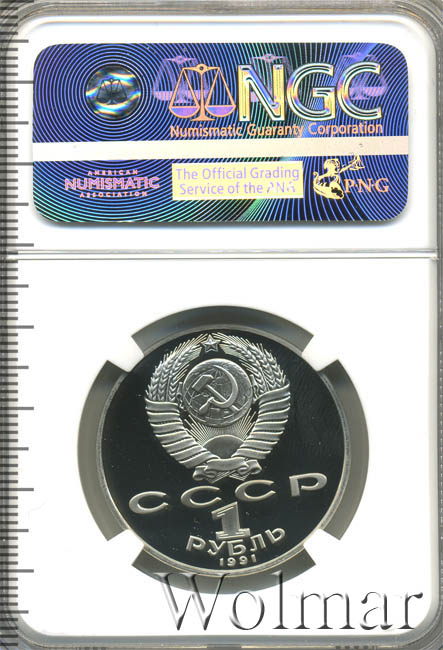 NGC
Numismatic Guaranty Corporation
AMERICAN
NUMISMATIC
ASSOCIATION
The Official Grading
Service of the PNG
PNG
СССР
1
РУБЛЬ
1991
Wolmar